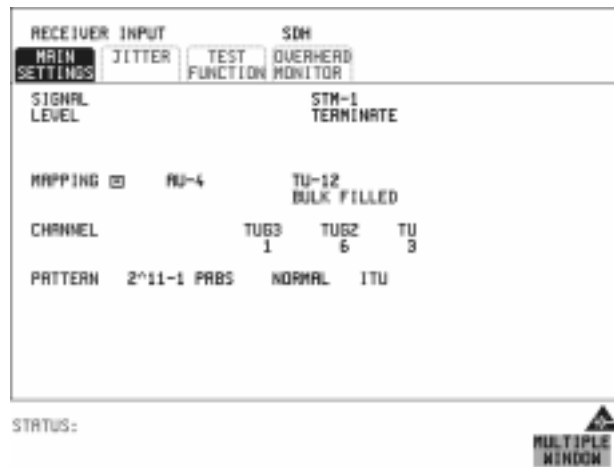 RECEIVER INPUT SDH
MAIN SETTINGS JITTER TEST FUNCTION OVERHEAD MONITOR
SIGNAL STM-1
LEVEL TERMINATE
MAPPING AU-4 TU-12
BULK FILLED
CHANNEL TUG3 TUG2 TU
1 6 3
PATTERN 2^11-1 PRBS NORMAL ITU
STATUS:
MULTIPLE
WINDOW